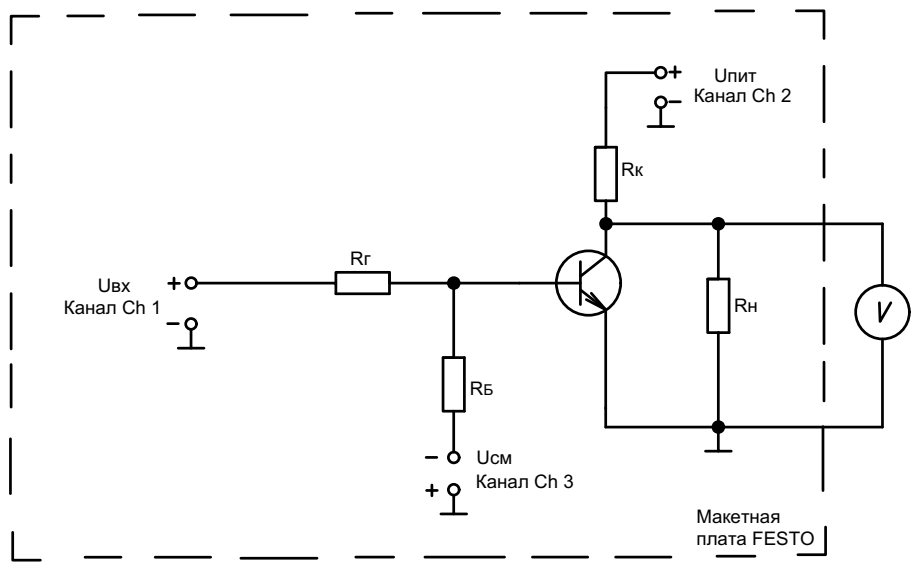 Uпит
Канал Ch 2
+
−
Rк
Rг
Uвх
Канал Ch 1
+
−
Rн
V
RБ
−
Uсм
+
Канал Ch 3
Макетная
плата FESTO